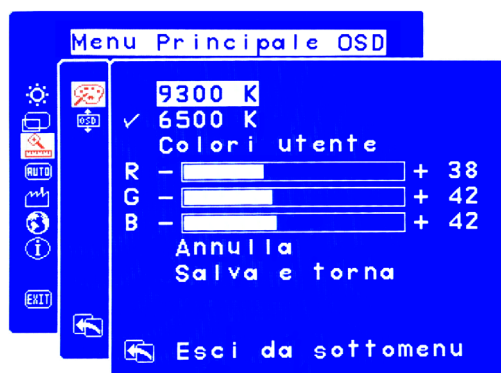 Menu Principale OSD
9300 K
OSD
✓ 6500 K
Colori utente
AUTO
R - + 38
G - + 42
B - + 42
Annulla
Salva e torna
EXIT
Esci da sottomenu